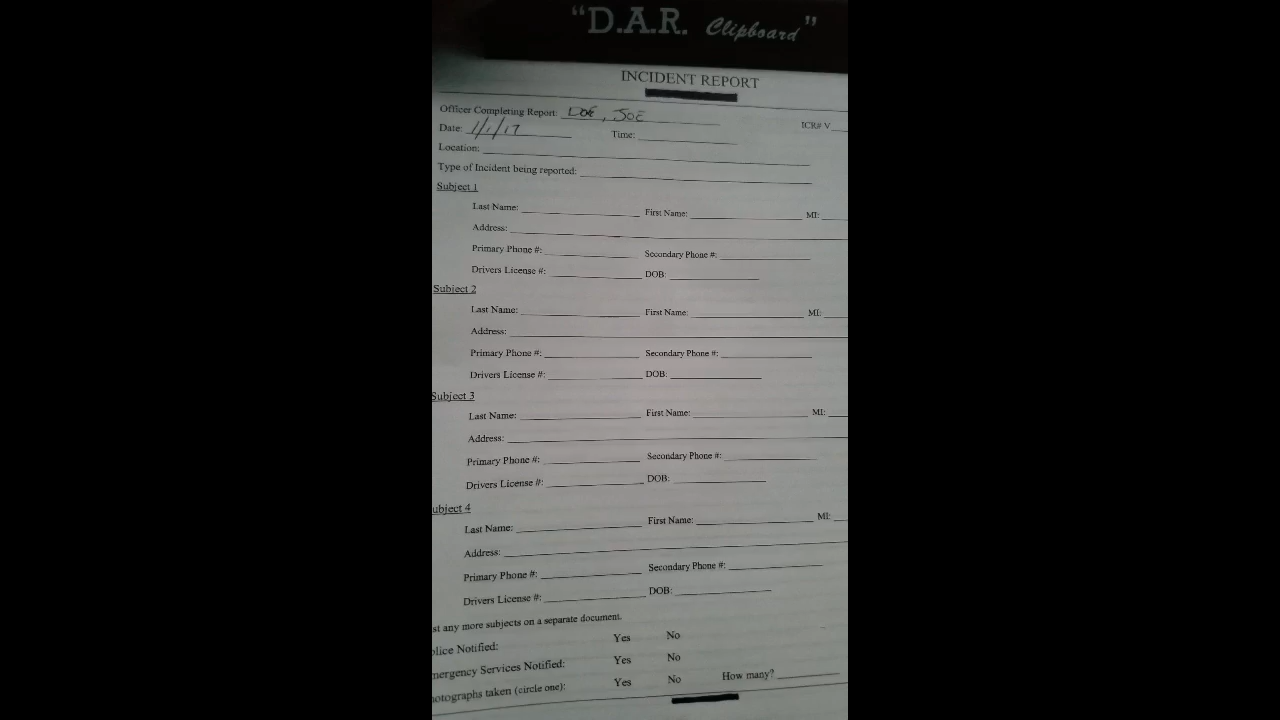 “D.A.R. Clipboard”
INCIDENT REPORT
Officer Completing Report: DOE, JOE ICR# V
Date: 1/1/17 Time:
Location:
Type of Incident being reported:
Subject 1
Last Name: First Name: MI:
Address:
Primary Phone #: Secondary Phone #:
Drivers License #: DOB:
Subject 2
Last Name: First Name: MI:
Address:
Primary Phone #: Secondary Phone #:
Drivers License #: DOB:
Subject 3
Last Name: First Name: MI:
Address:
Primary Phone #: Secondary Phone #:
Drivers License #: DOB:
ubject 4
Last Name: First Name: MI:
Address:
Primary Phone #: Secondary Phone #:
Drivers License #: DOB:
st any more subjects on a separate document.
olice Notified: Yes No
mergency Services Notified: Yes No
otographs taken (circle one): Yes No How many?